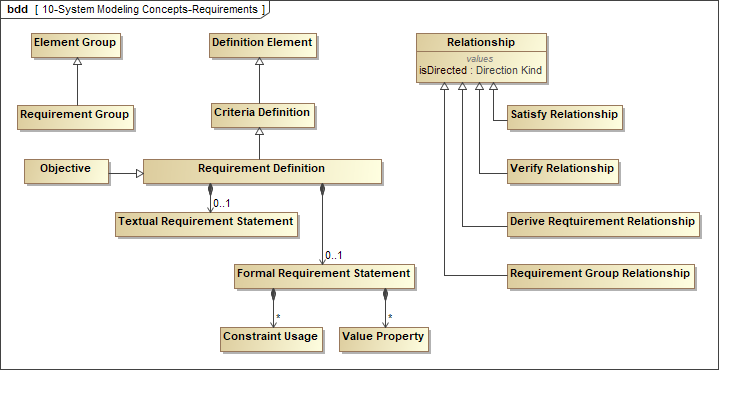 bdd [ 10-System Modeling Concepts-Requirements ]
Element Group
Definition Element
Relationship
values
isDirected : Direction Kind
Requirement Group
Criteria Definition
Satisfy Relationship
Objective
Requirement Definition
Verify Relationship
0..1
Textual Requirement Statement
Derive Reqtuirement Relationship
0..1
Formal Requirement Statement
Requirement Group Relationship
*
*
Constraint Usage
Value Property